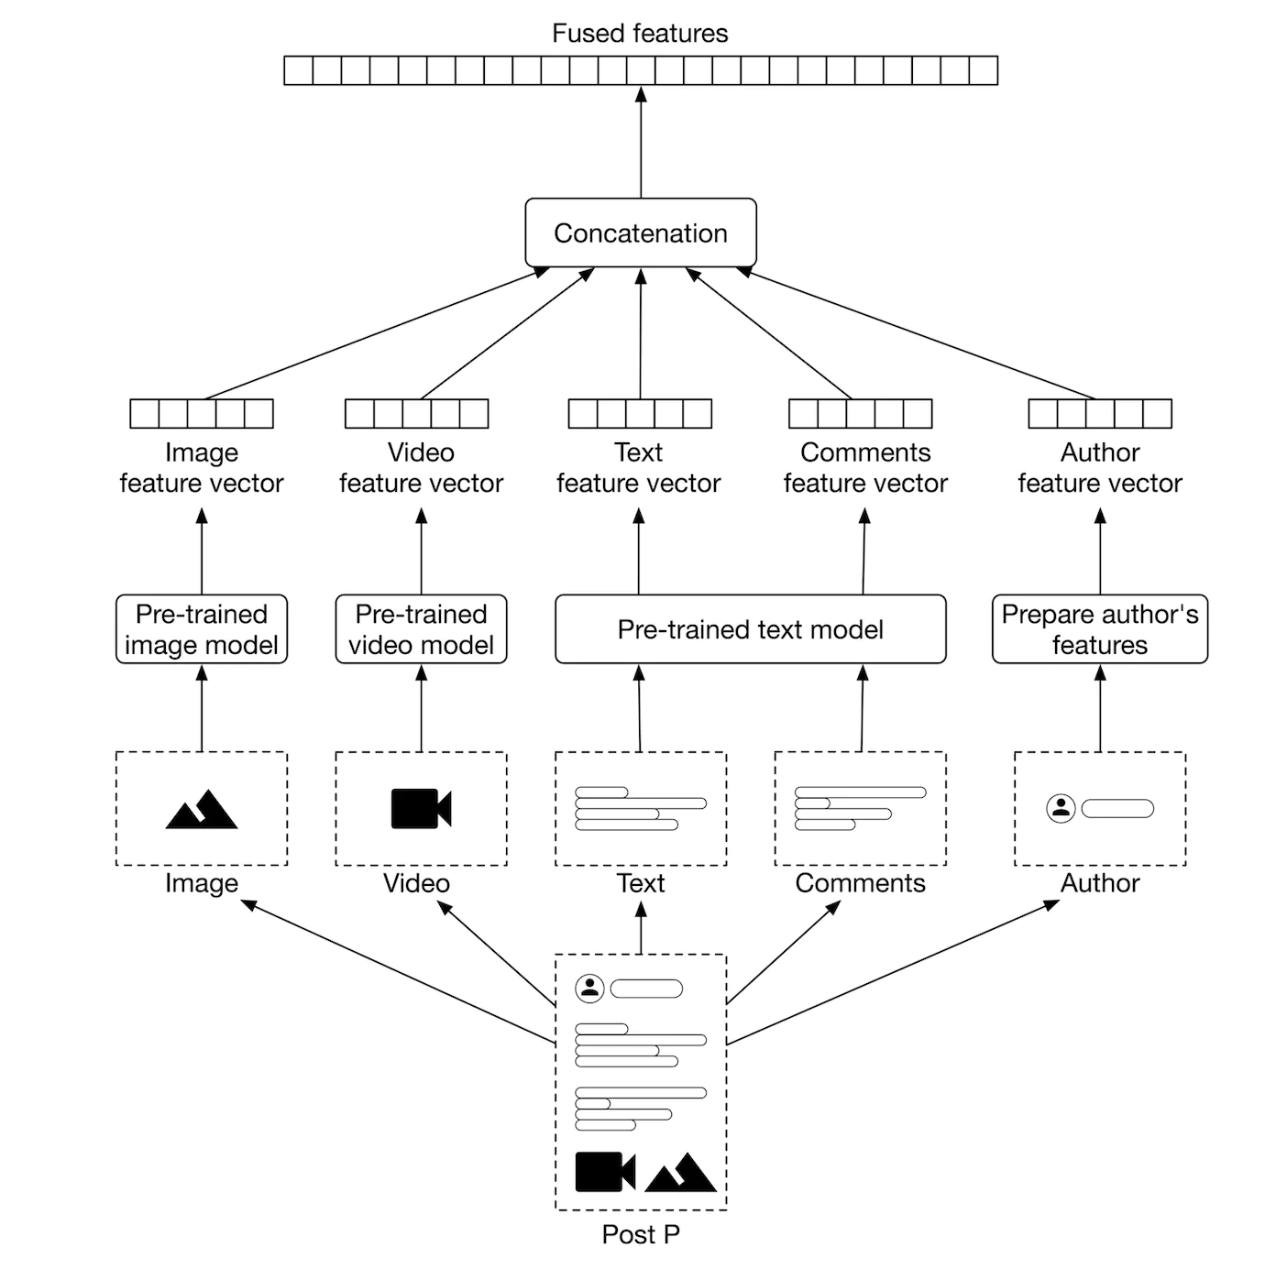 Fused features
Concatenation
Image
feature vector
Video
feature vector
Text
feature vector
Comments
feature vector
Author
feature vector
Pre-trained
image model
Pre-trained
video model
Pre-trained text model
Prepare author's
features
Image
Video
Text
Comments
Author
Post P